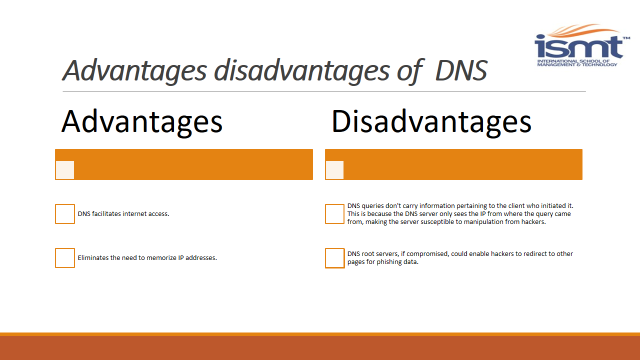 ismt™
INTERNATIONAL SCHOOL OF
MANAGEMENT & TECHNOLOGY
Advantages disadvantages of DNS
Advantages
DNS facilitates internet access.
Eliminates the need to memorize IP addresses.
Disadvantages
DNS queries don't carry information pertaining to the client who initiated it.
This is because the DNS server only sees the IP from where the query came
from, making the server susceptible to manipulation from hackers.
DNS root servers, if compromised, could enable hackers to redirect to other
pages for phishing data.